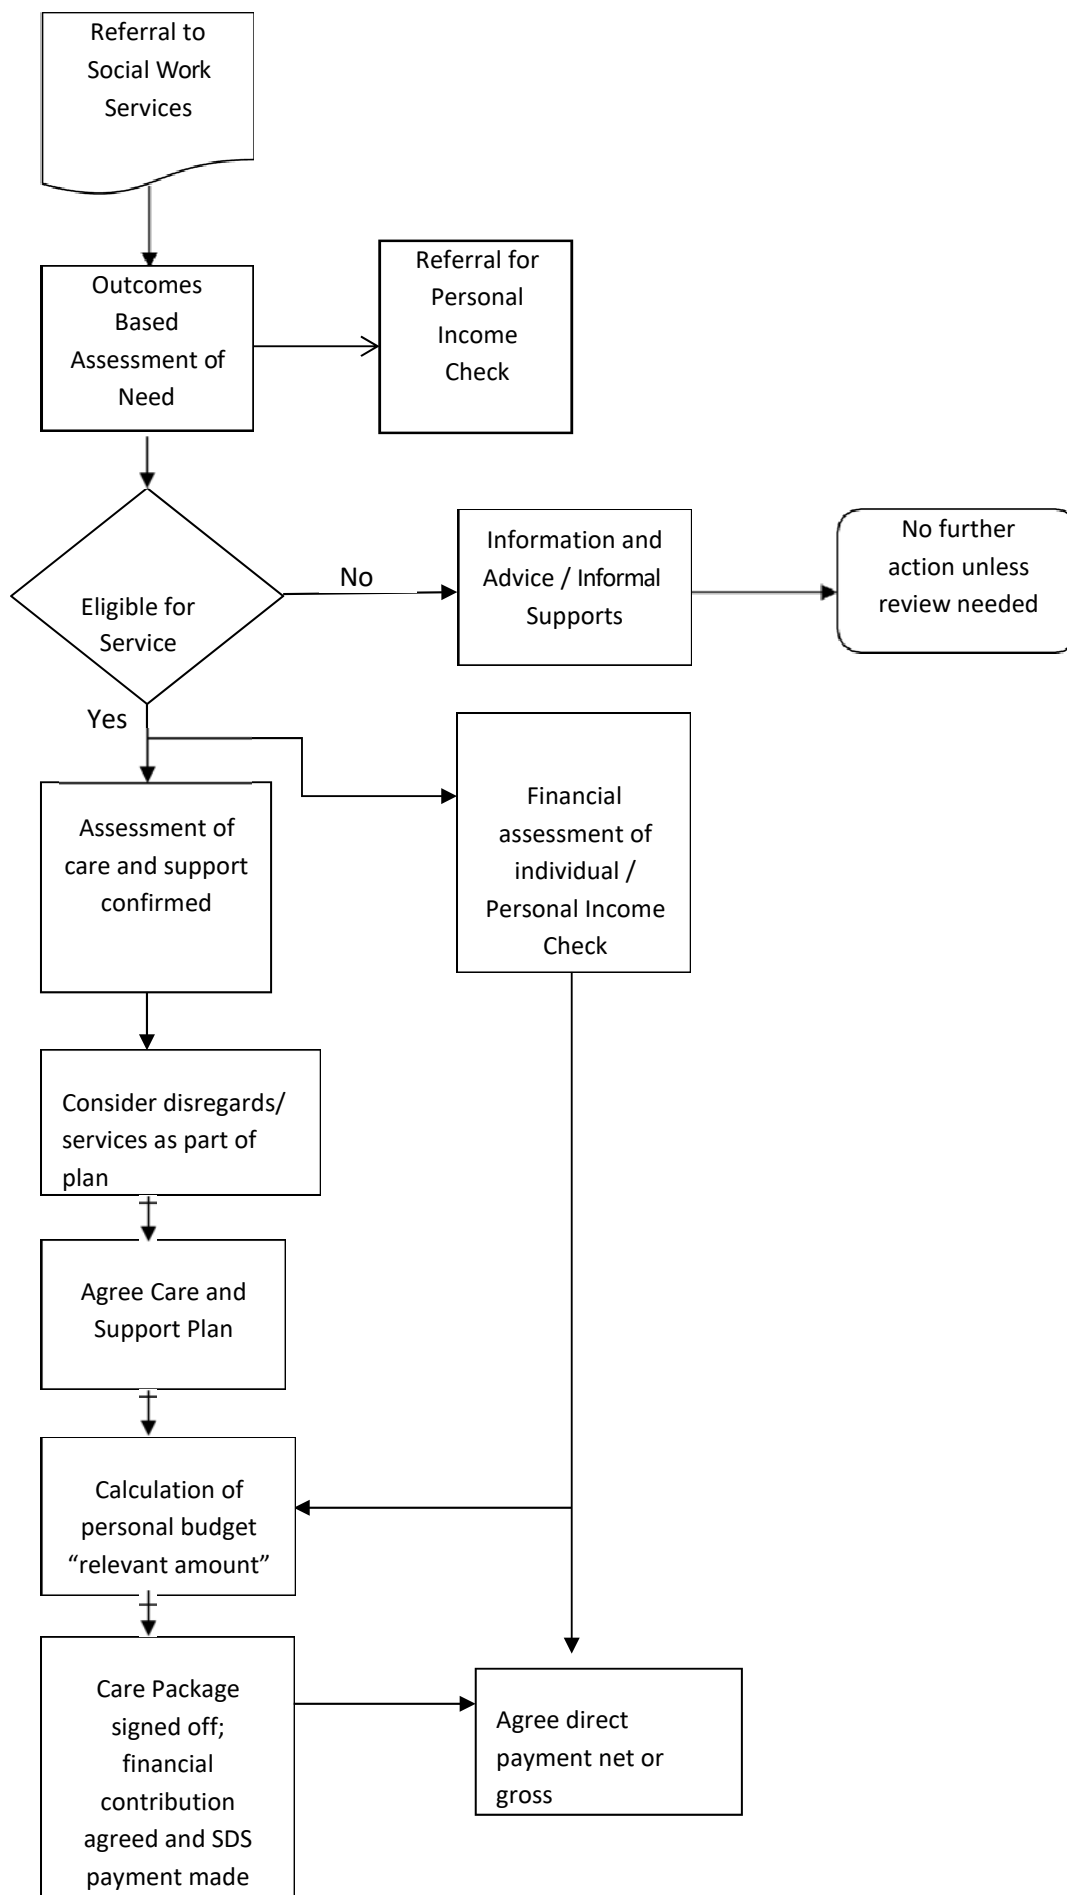 Referral to
Social Work
Services
Outcomes
Based
Assessment of
Need
Referral for
Personal
Income
Check
Eligible for
Service
No
Information and
Advice / Informal
Supports
No further
action unless
review needed
Yes
Assessment of
care and support
confirmed
Financial
assessment of
individual /
Personal Income
Check
Consider disregards/
services as part of
plan
Agree Care and
Support Plan
Calculation of
personal budget
“relevant amount”
Care Package
signed off;
financial
contribution
agreed and SDS
payment made
Agree direct
payment net or
gross